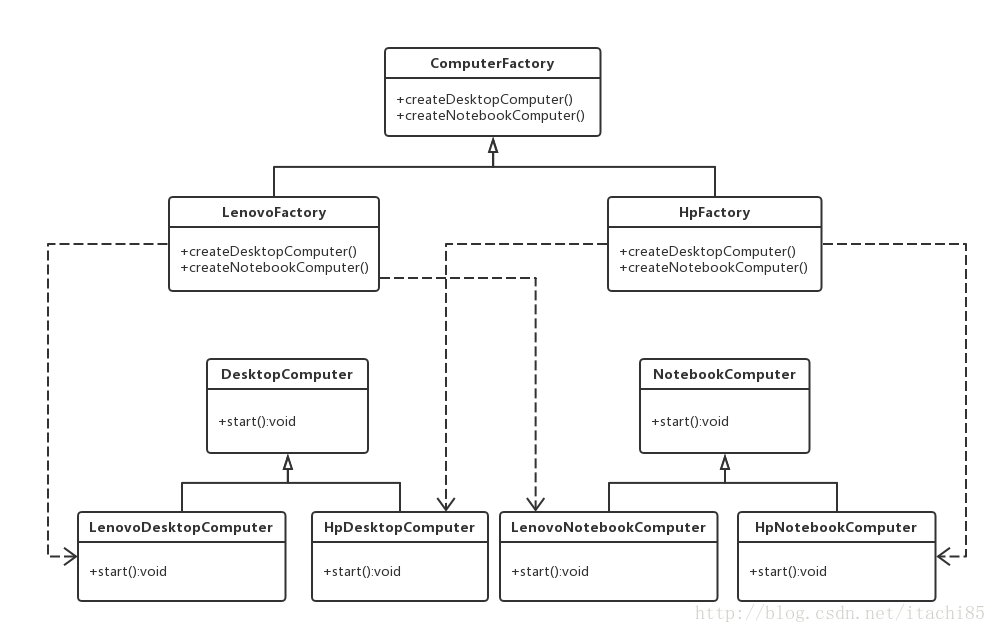 ComputerFactory
+createDesktopComputer()
+createNotebookComputer()
LenovoFactory
+createDesktopComputer()
+createNotebookComputer()
HpFactory
+createDesktopComputer()
+createNotebookComputer()
DesktopComputer
+start():void
NotebookComputer
+start():void
LenovoDesktopComputer
+start():void
HpDesktopComputer
+start():void
LenovoNotebookComputer
+start():void
HpNotebookComputer
+start():void
http://blog.csdn.net/itachi85